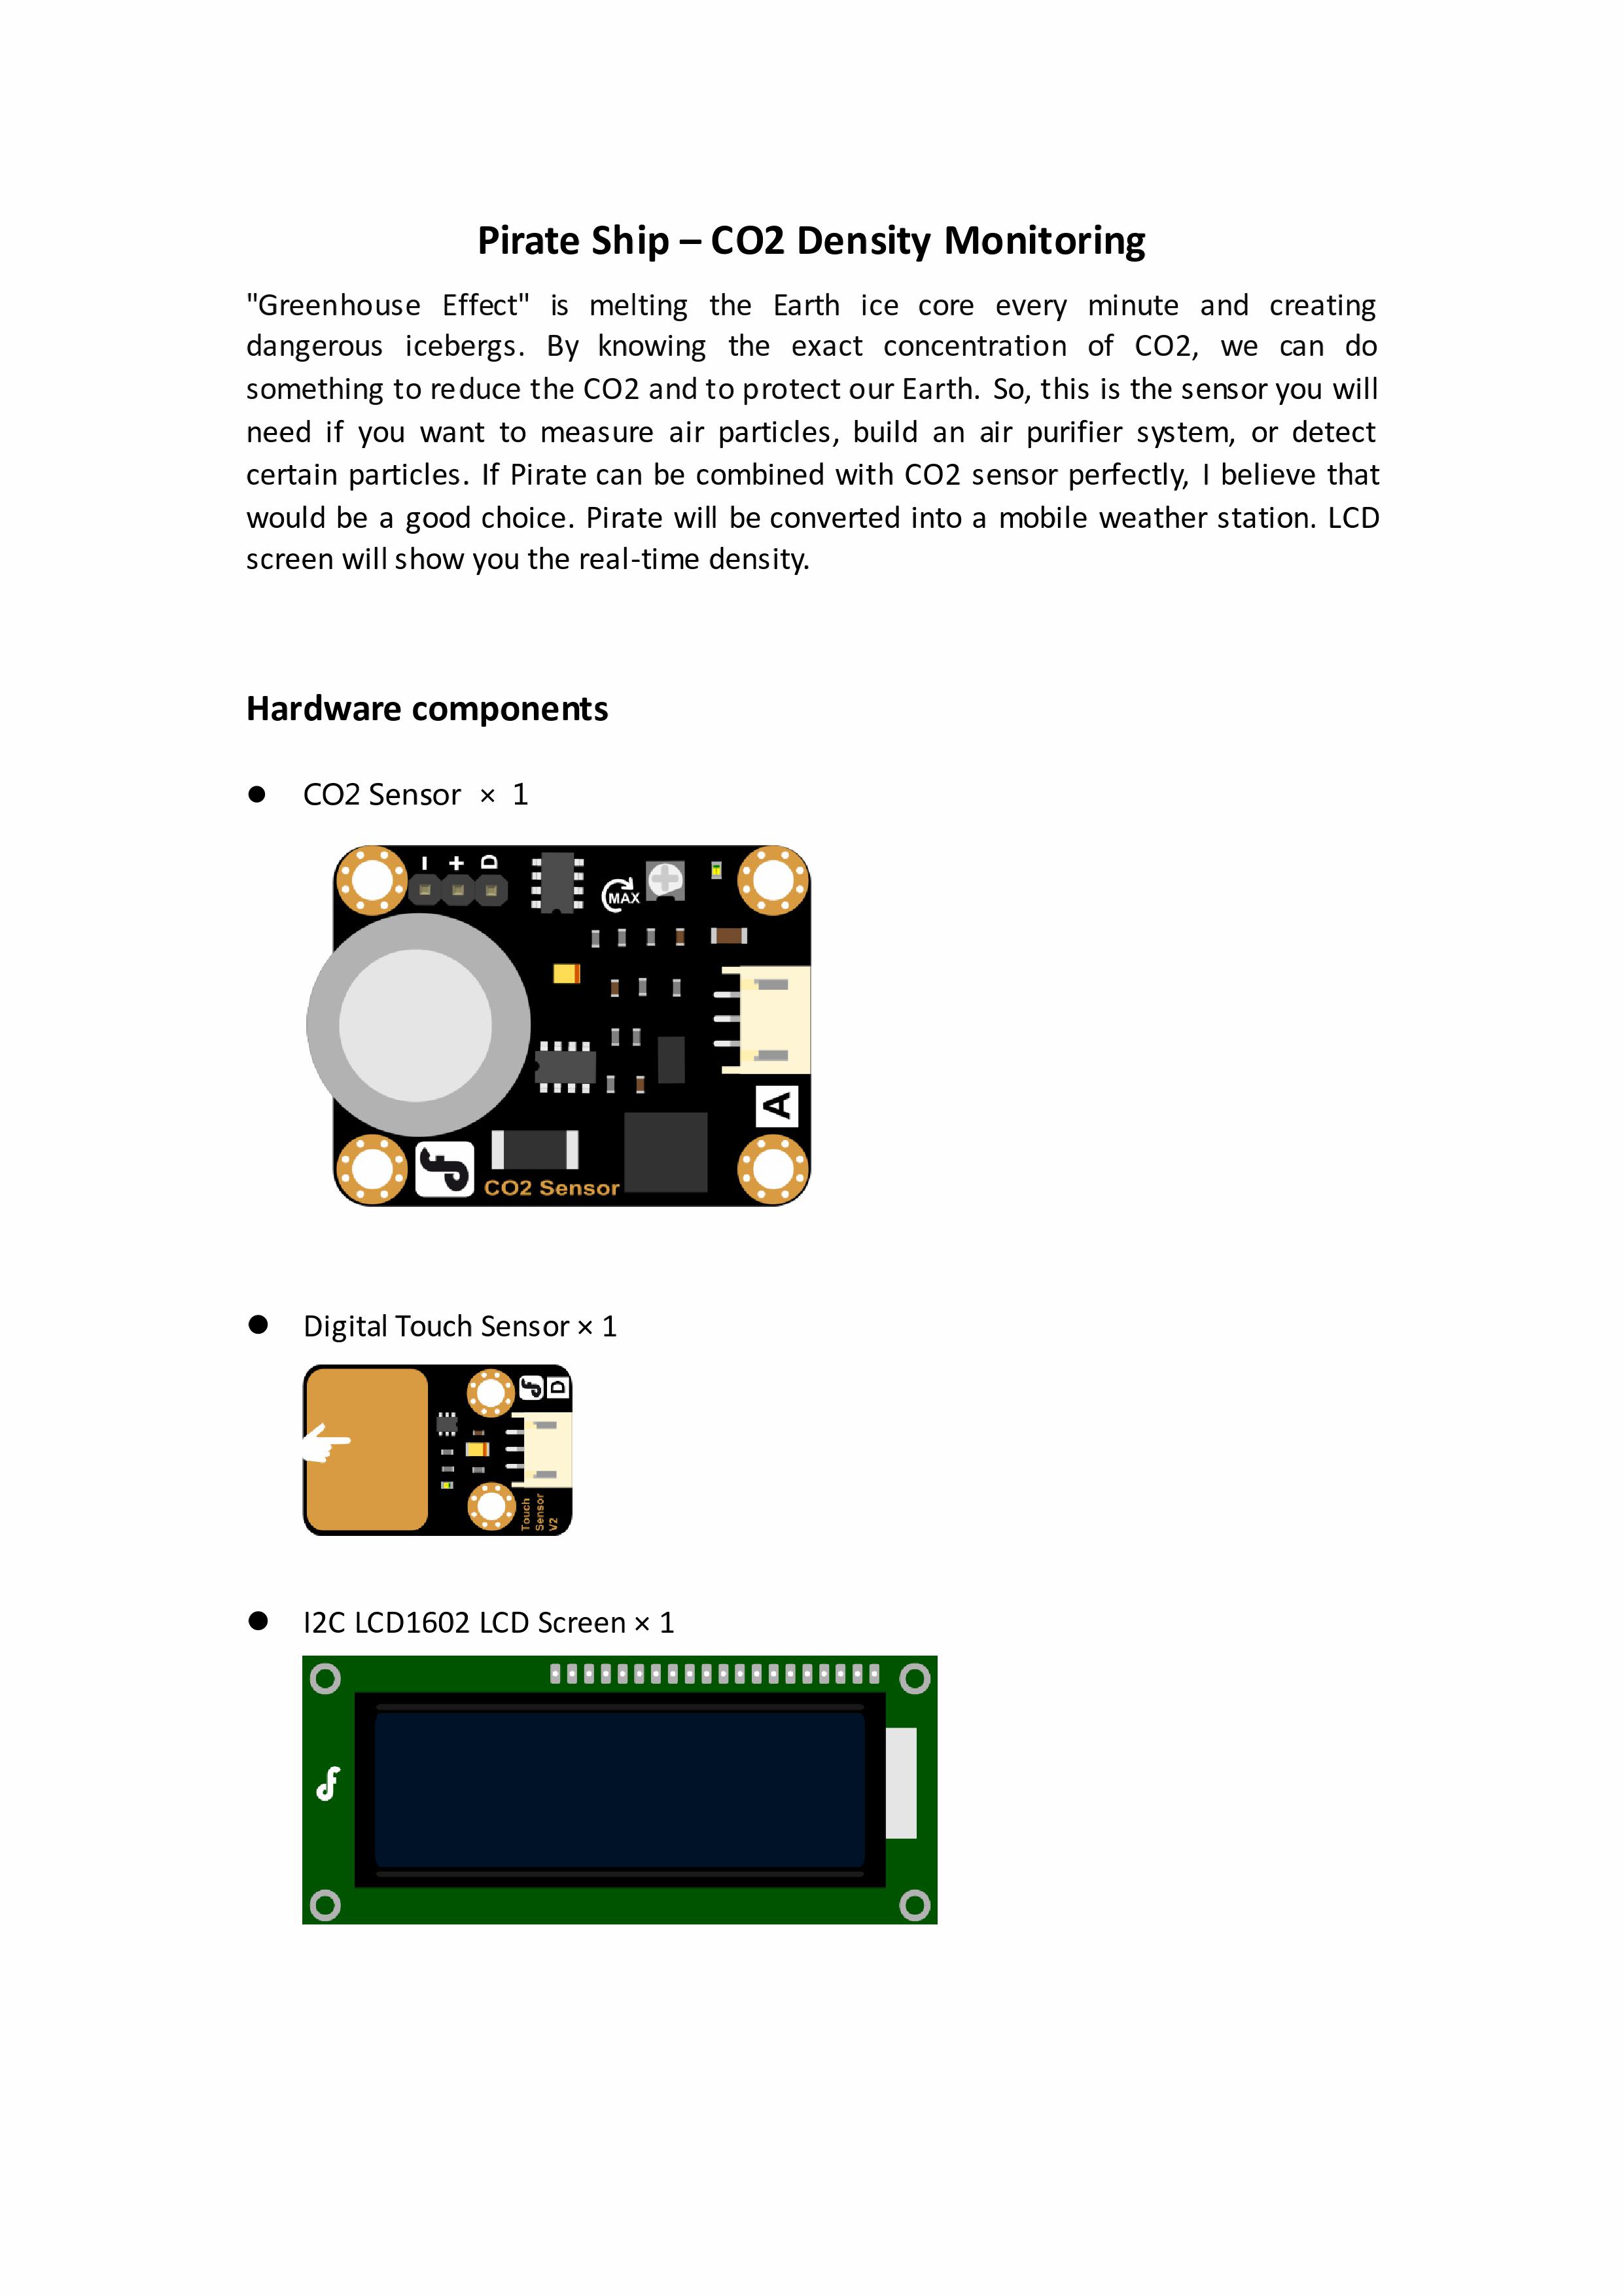 Pirate Ship – CO2 Density Monitoring
"Greenhouse Effect" is melting the Earth ice core every minute and creating
dangerous icebergs. By knowing the exact concentration of CO2, we can do
something to reduce the CO2 and to protect our Earth. So, this is the sensor you will
need if you want to measure air particles, build an air purifier system, or detect
certain particles. If Pirate can be combined with CO2 sensor perfectly, I believe that
would be a good choice. Pirate will be converted into a mobile weather station. LCD
screen will show you the real-time density.
Hardware components
● CO2 Sensor × 1
– + D
MAX
A
CO2 Sensor
● Digital Touch Sensor × 1
D
Touch
Sensor
V2
● I2C LCD1602 LCD Screen × 1